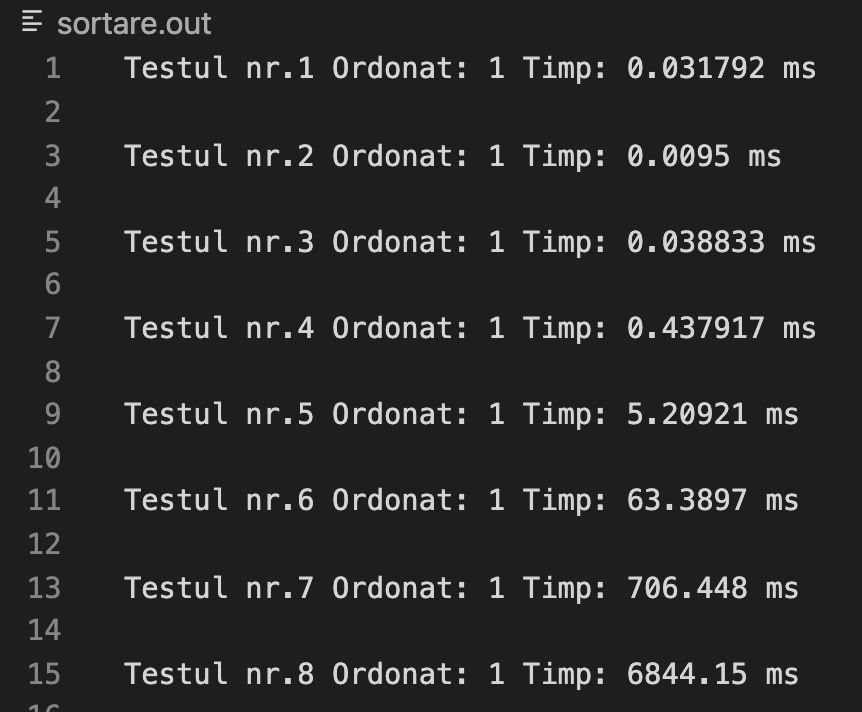 sortare.out
1 Testul nr.1 Ordonat: 1 Timp: 0.031792 ms
2
3 Testul nr.2 Ordonat: 1 Timp: 0.0095 ms
4
5 Testul nr.3 Ordonat: 1 Timp: 0.038833 ms
6
7 Testul nr.4 Ordonat: 1 Timp: 0.437917 ms
8
9 Testul nr.5 Ordonat: 1 Timp: 5.20921 ms
10
11 Testul nr.6 Ordonat: 1 Timp: 63.3897 ms
12
13 Testul nr.7 Ordonat: 1 Timp: 706.448 ms
14
15 Testul nr.8 Ordonat: 1 Timp: 6844.15 ms